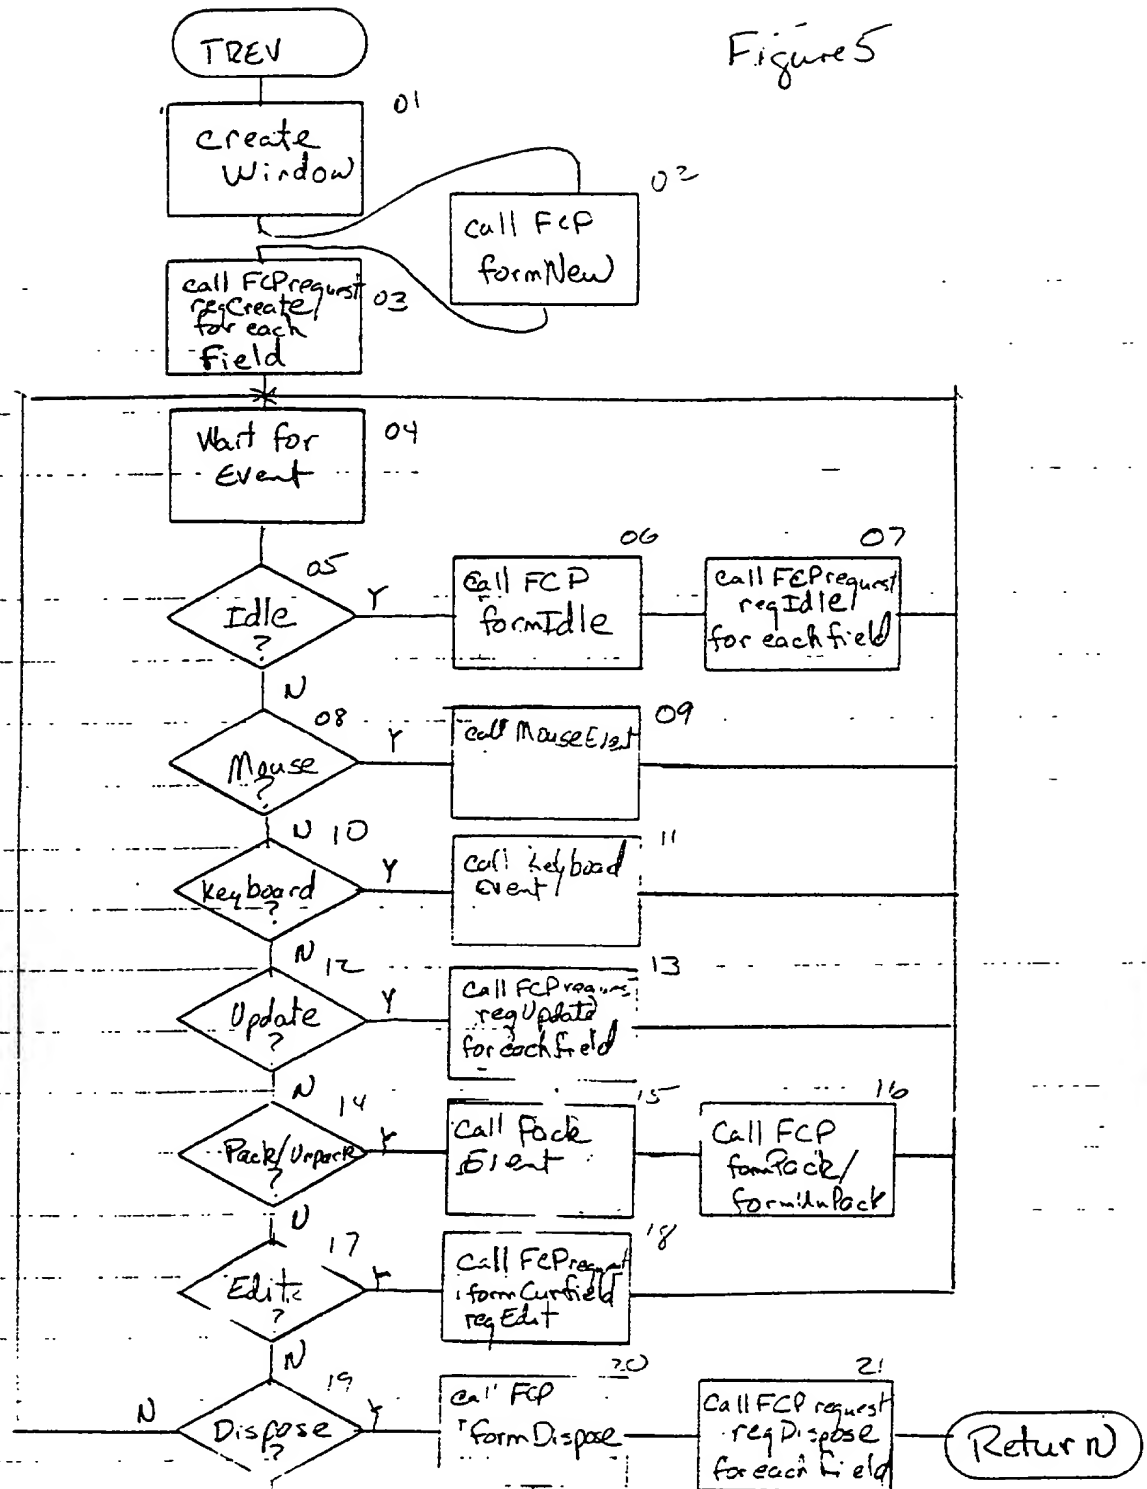 Figure 5
TREV
01
Create
Window
02
call FCP
formNew
03
call FCPrequest
reqCreate
for each
Field
04
Wait for
Event
05
Idle
?
Y
06
Call FCP
formIdle
07
call FCPrequest
reqIdle
for each field
N
08
Mouse
?
Y
09
call MouseEvent
N
10
Keyboard
?
Y
11
call Keyboard
Event
N
12
Update
?
Y
13
Call FCPrequest
reqUpdate
for each field
N
14
Pack/Unpack
?
Y
15
Call Pack
Event
16
Call FCP
formPack/
formUnPack
N
17
Edit
?
Y
18
Call FCPrequest
formCurfield
reqEdit
N
19
Dispose
?
N
Y
20
call FCP
formDispose
21
Call FCP request
reqDispose
for each field
Return